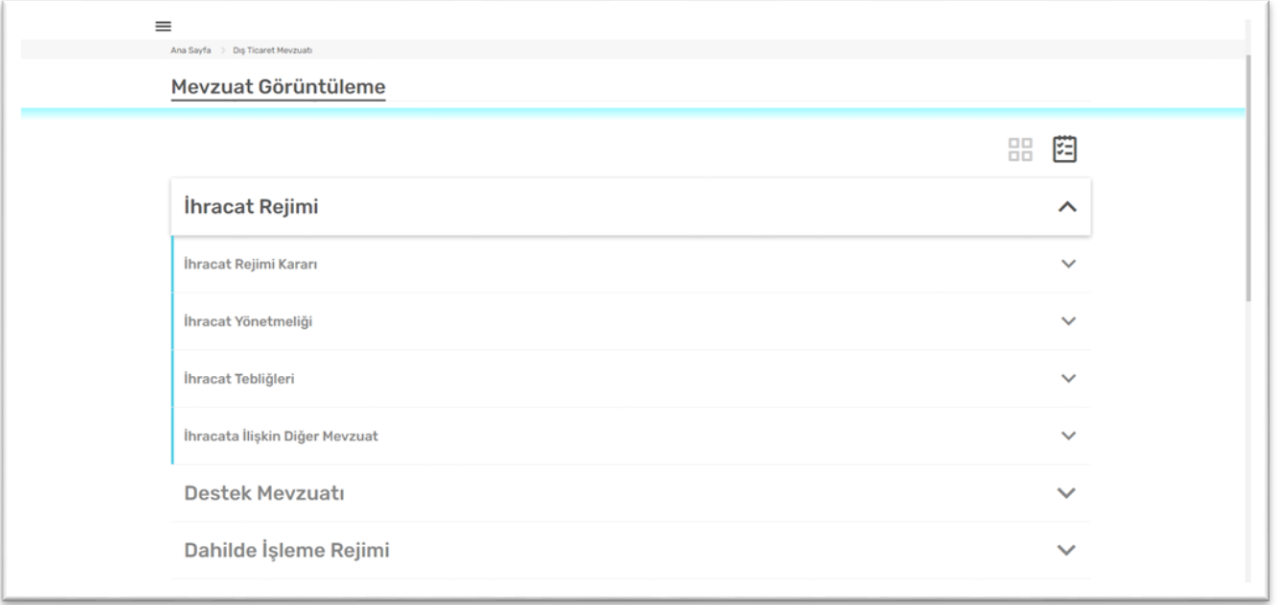 Ana Sayfa > Dış Ticaret Mevzuatı
Mevzuat Görüntüleme
İhracat Rejimi
İhracat Rejimi Kararı
İhracat Yönetmeliği
İhracat Tebliğleri
İhracata İlişkin Diğer Mevzuat
Destek Mevzuatı
Dahilde İşleme Rejimi